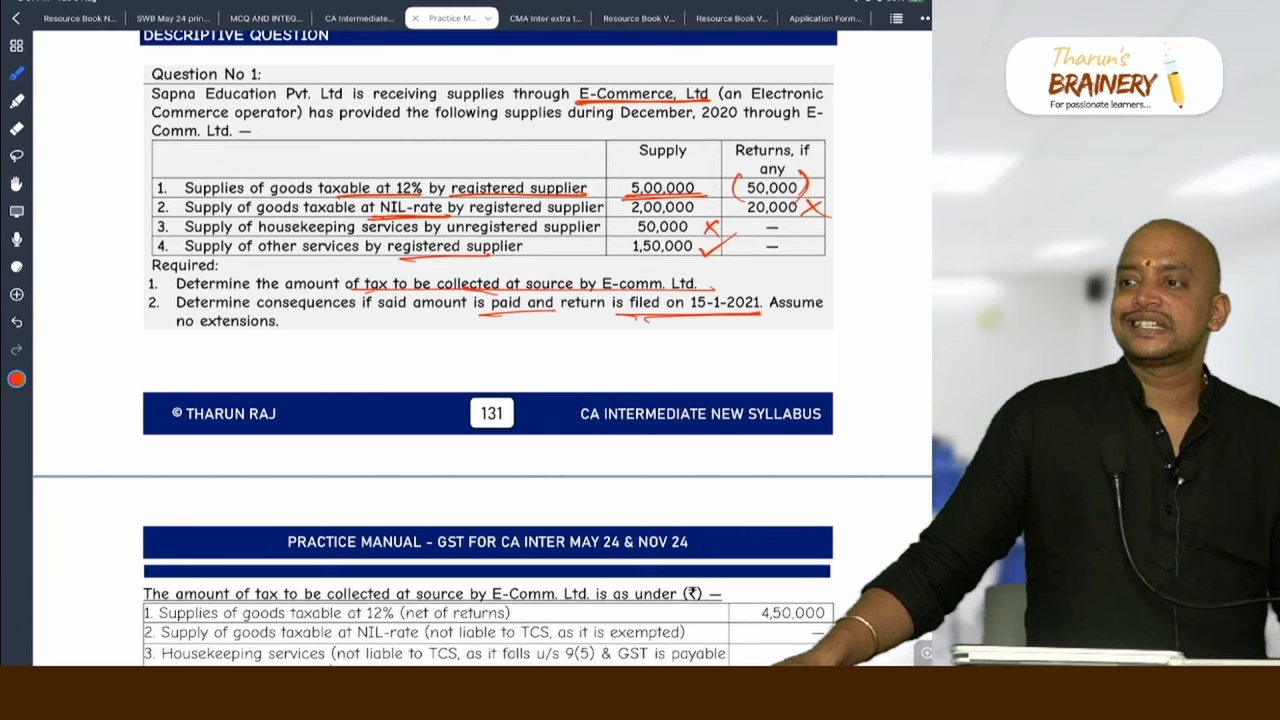 Resource Book N...
SWB May 24 prin...
MCQ AND INTEG...
CA Intermediate...
Practice M...
CMA Inter extra t...
Resource Book V...
Resource Book V...
Application Form...
DESCRIPTIVE QUESTION
Question No 1:
Sapna Education Pvt. Ltd is receiving supplies through E-Commerce, Ltd (an Electronic
Commerce operator) has provided the following supplies during December, 2020 through E-
Comm. Ltd. —
Supply Returns, if
any
1. Supplies of goods taxable at 12% by registered supplier 5,00,000 50,000
2. Supply of goods taxable at NIL-rate by registered supplier 2,00,000 20,000
3. Supply of housekeeping services by unregistered supplier 50,000 —
4. Supply of other services by registered supplier 1,50,000 —
Required:
1. Determine the amount of tax to be collected at source by E-comm. Ltd.
2. Determine consequences if said amount is paid and return is filed on 15-1-2021. Assume
no extensions.
© THARUN RAJ 131 CA INTERMEDIATE NEW SYLLABUS
PRACTICE MANUAL - GST FOR CA INTER MAY 24 & NOV 24
The amount of tax to be collected at source by E-Comm. Ltd. is as under (₹) —
1. Supplies of goods taxable at 12% (net of returns) 4,50,000
2. Supply of goods taxable at NIL-rate (not liable to TCS, as it is exempted) —
3. Housekeeping services (not liable to TCS, as it falls u/s 9(5) & GST is payable
Tharun's
BRAINERY
For passionate learners...